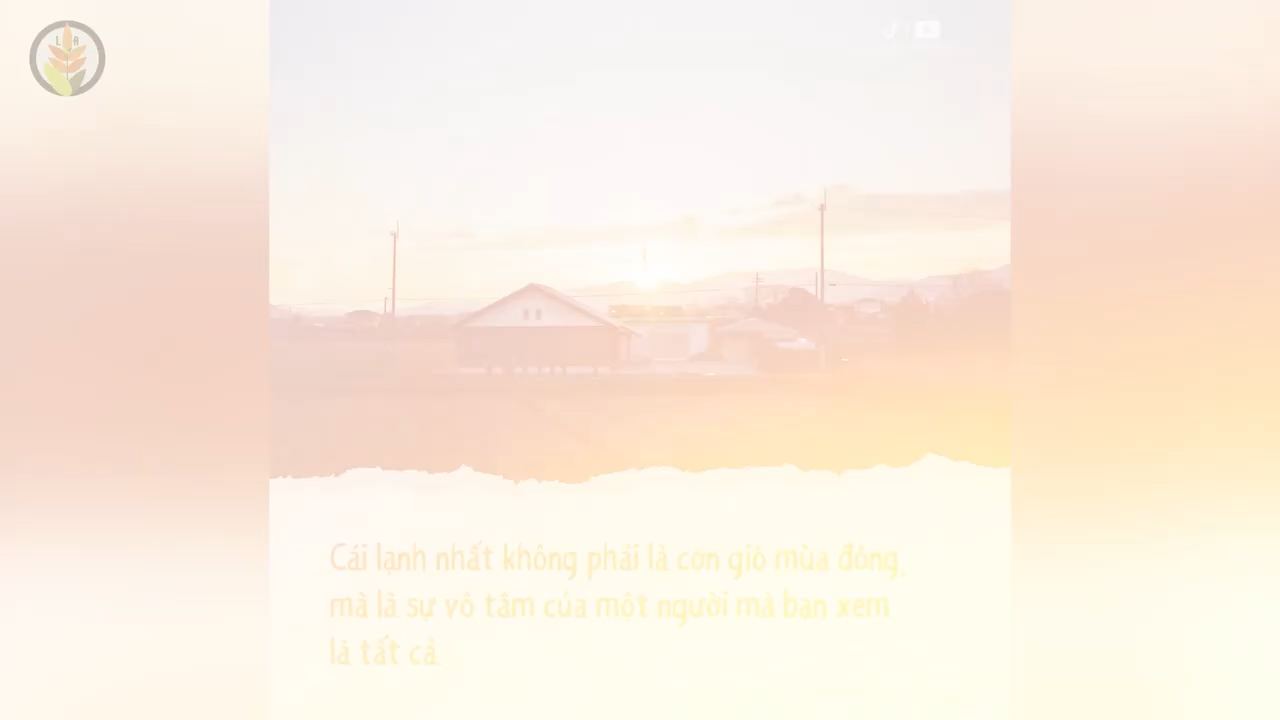 L A
Cái lạnh nhất không phải là cơn gió mùa đông,
mà là sự vô tâm của một người mà bạn xem
là tất cả.